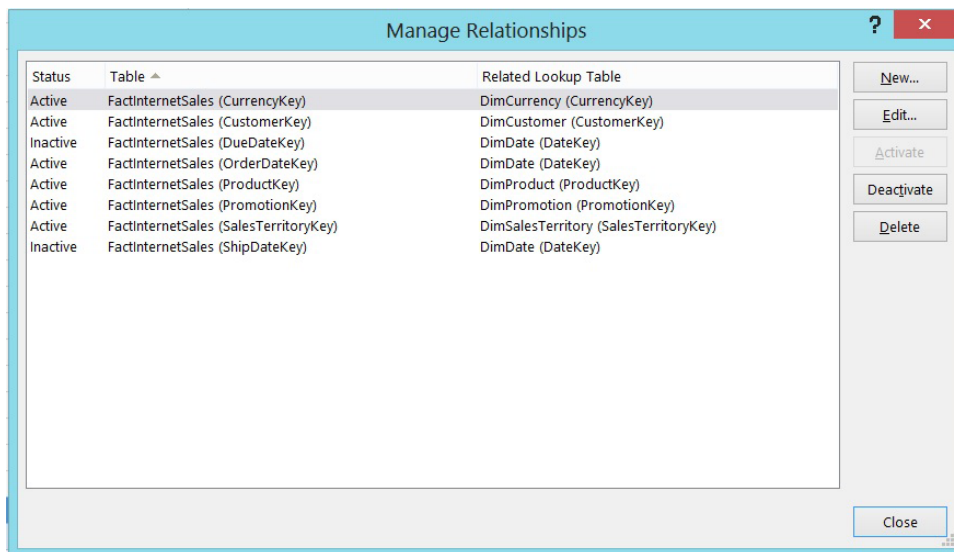 Manage Relationships
? ×
Status Table Related Lookup Table
Active FactInternetSales (CurrencyKey) DimCurrency (CurrencyKey)
Active FactInternetSales (CustomerKey) DimCustomer (CustomerKey)
Inactive FactInternetSales (DueDateKey) DimDate (DateKey)
Active FactInternetSales (OrderDateKey) DimDate (DateKey)
Active FactInternetSales (ProductKey) DimProduct (ProductKey)
Active FactInternetSales (PromotionKey) DimPromotion (PromotionKey)
Active FactInternetSales (SalesTerritoryKey) DimSalesTerritory (SalesTerritoryKey)
Inactive FactInternetSales (ShipDateKey) DimDate (DateKey)
New...
Edit...
Activate
Deactivate
Delete
Close